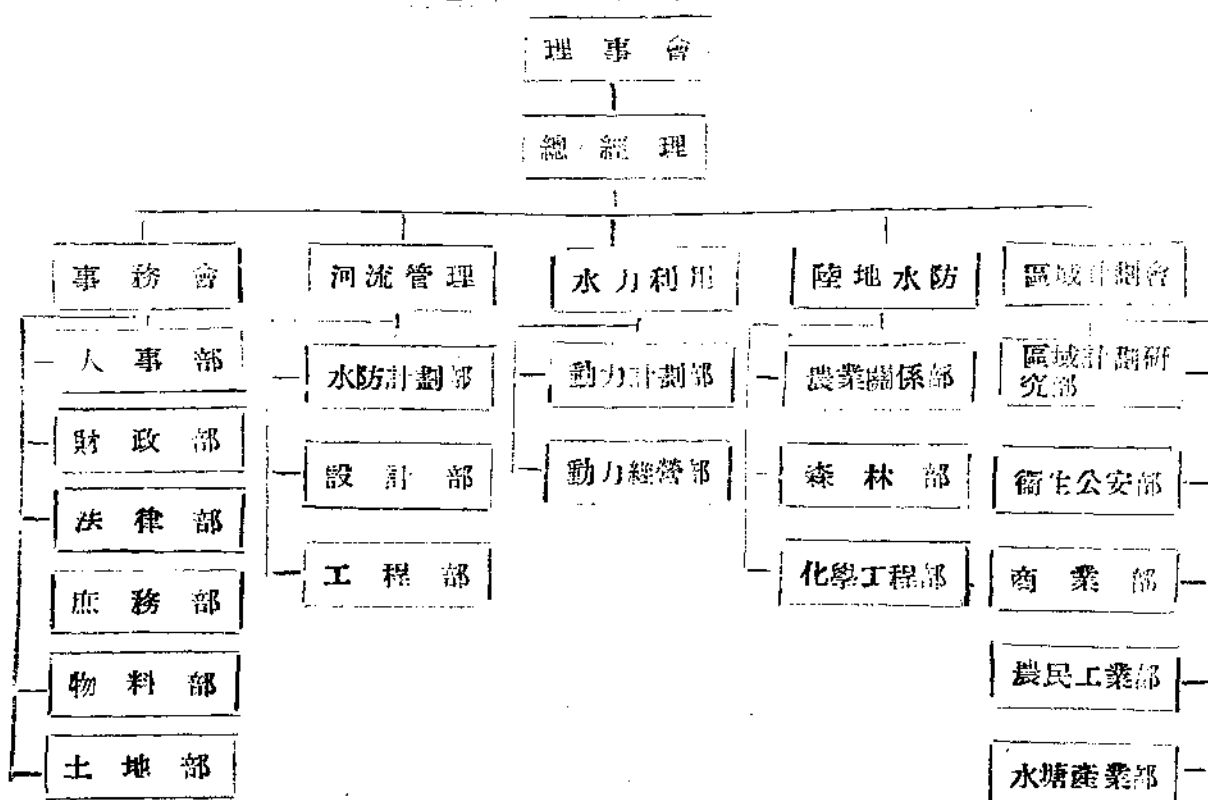 理事會
總經理
事務會
河流管理
水力利用
陸地水防
區域計劃會
人事部
財政部
法律部
庶務部
物料部
土地部
水防計劃部
設計部
工程部
動力計劃部
動力經營部
農業關係部
森林部
化學工程部
區域計劃研
究部
衞生公安部
商業部
農民工業部
水塘產業部